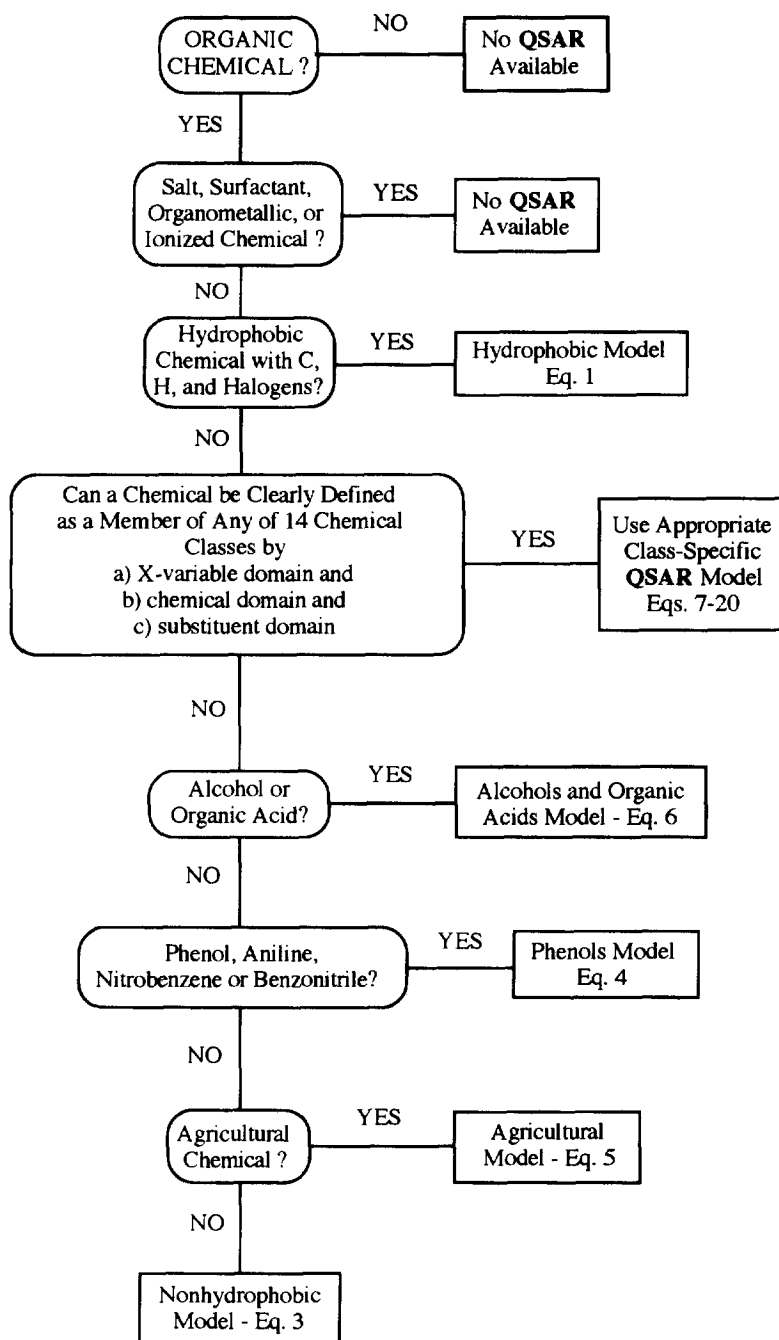 ORGANIC
CHEMICAL ?
NO
No QSAR
Available
YES
Salt, Surfactant,
Organometallic, or
Ionized Chemical ?
YES
No QSAR
Available
NO
Hydrophobic
Chemical with C,
H, and Halogens?
YES
Hydrophobic Model
Eq. 1
NO
Can a Chemical be Clearly Defined
as a Member of Any of 14 Chemical
Classes by
a) X-variable domain and
b) chemical domain and
c) substituent domain
YES
Use Appropriate
Class-Specific
QSAR Model
Eqs. 7-20
NO
Alcohol or
Organic Acid?
YES
Alcohols and Organic
Acids Model - Eq. 6
NO
Phenol, Aniline,
Nitrobenzene or Benzonitrile?
YES
Phenols Model
Eq. 4
NO
Agricultural
Chemical ?
YES
Agricultural
Model - Eq. 5
NO
Nonhydrophobic
Model - Eq. 3